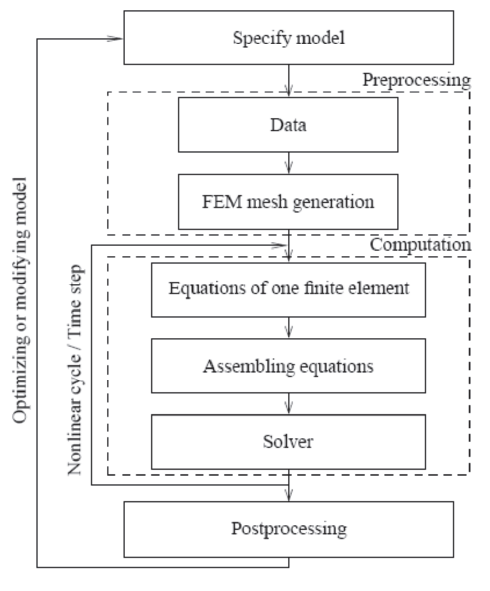 Specify model
Preprocessing
Data
FEM mesh generation
Computation
Equations of one finite element
Assembling equations
Solver
Postprocessing
Nonlinear cycle / Time step
Optimizing or modifying model